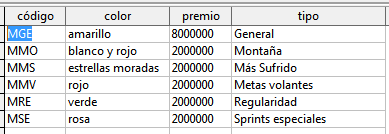 código color premio tipo
MGE amarillo 8000000 General
MMO blanco y rojo 2000000 Montaña
MMS estrellas moradas 2000000 Más Sufrido
MMV rojo 2000000 Metas volantes
MRE verde 2000000 Regularidad
MSE rosa 2000000 Sprints especiales